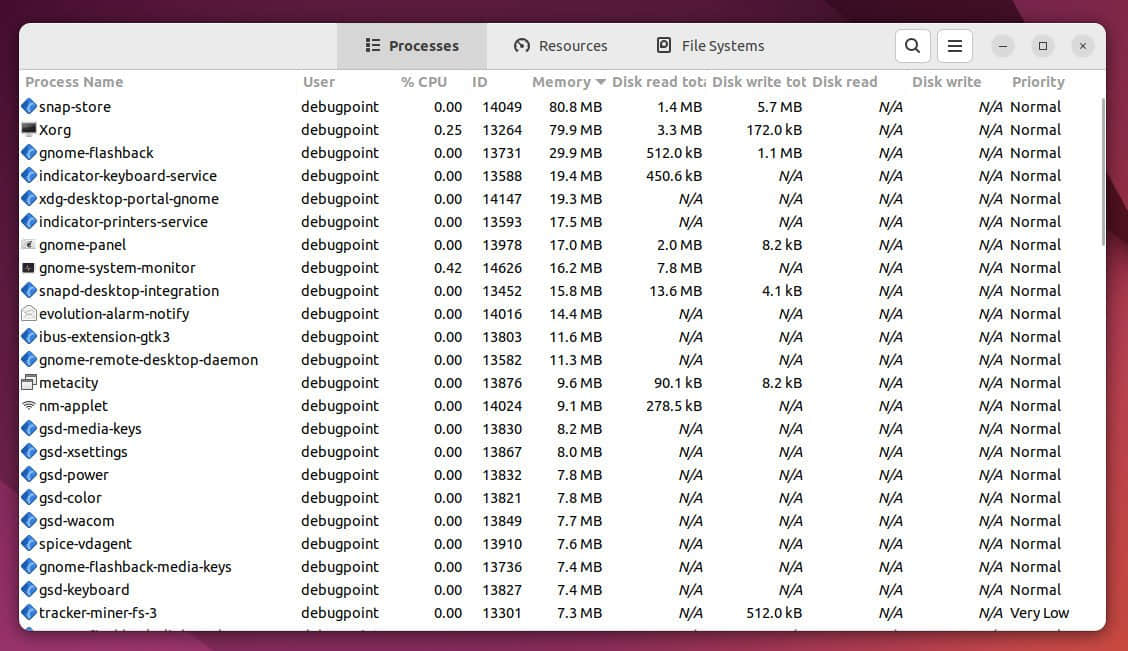 Processes Resources File Systems
Process Name User % CPU ID Memory Disk read tota Disk write tot Disk read Disk write Priority
snap-store debugpoint 0.00 14049 80.8 MB 1.4 MB 5.7 MB N/A N/A Normal
Xorg debugpoint 0.25 13264 79.9 MB 3.3 MB 172.0 kB N/A N/A Normal
gnome-flashback debugpoint 0.00 13731 29.9 MB 512.0 kB 1.1 MB N/A N/A Normal
indicator-keyboard-service debugpoint 0.00 13588 19.4 MB 450.6 kB N/A N/A N/A Normal
xdg-desktop-portal-gnome debugpoint 0.00 14147 19.3 MB N/A N/A N/A N/A Normal
indicator-printers-service debugpoint 0.00 13593 17.5 MB N/A N/A N/A N/A Normal
gnome-panel debugpoint 0.00 13978 17.0 MB 2.0 MB 8.2 kB N/A N/A Normal
gnome-system-monitor debugpoint 0.42 14626 16.2 MB 7.8 MB N/A N/A N/A Normal
snapd-desktop-integration debugpoint 0.00 13452 15.8 MB 13.6 MB 4.1 kB N/A N/A Normal
evolution-alarm-notify debugpoint 0.00 14016 14.4 MB N/A N/A N/A N/A Normal
ibus-extension-gtk3 debugpoint 0.00 13803 11.6 MB N/A N/A N/A N/A Normal
gnome-remote-desktop-daemon debugpoint 0.00 13582 11.3 MB N/A N/A N/A N/A Normal
metacity debugpoint 0.00 13876 9.6 MB 90.1 kB 8.2 kB N/A N/A Normal
nm-applet debugpoint 0.00 14024 9.1 MB 278.5 kB N/A N/A N/A Normal
gsd-media-keys debugpoint 0.00 13830 8.2 MB N/A N/A N/A N/A Normal
gsd-xsettings debugpoint 0.00 13867 8.0 MB N/A N/A N/A N/A Normal
gsd-power debugpoint 0.00 13832 7.8 MB N/A N/A N/A N/A Normal
gsd-color debugpoint 0.00 13821 7.8 MB N/A N/A N/A N/A Normal
gsd-wacom debugpoint 0.00 13849 7.7 MB N/A N/A N/A N/A Normal
spice-vdagent debugpoint 0.00 13910 7.6 MB N/A N/A N/A N/A Normal
gnome-flashback-media-keys debugpoint 0.00 13736 7.4 MB N/A N/A N/A N/A Normal
gsd-keyboard debugpoint 0.00 13827 7.4 MB N/A N/A N/A N/A Normal
tracker-miner-fs-3 debugpoint 0.00 13301 7.3 MB N/A 512.0 kB N/A N/A Very Low